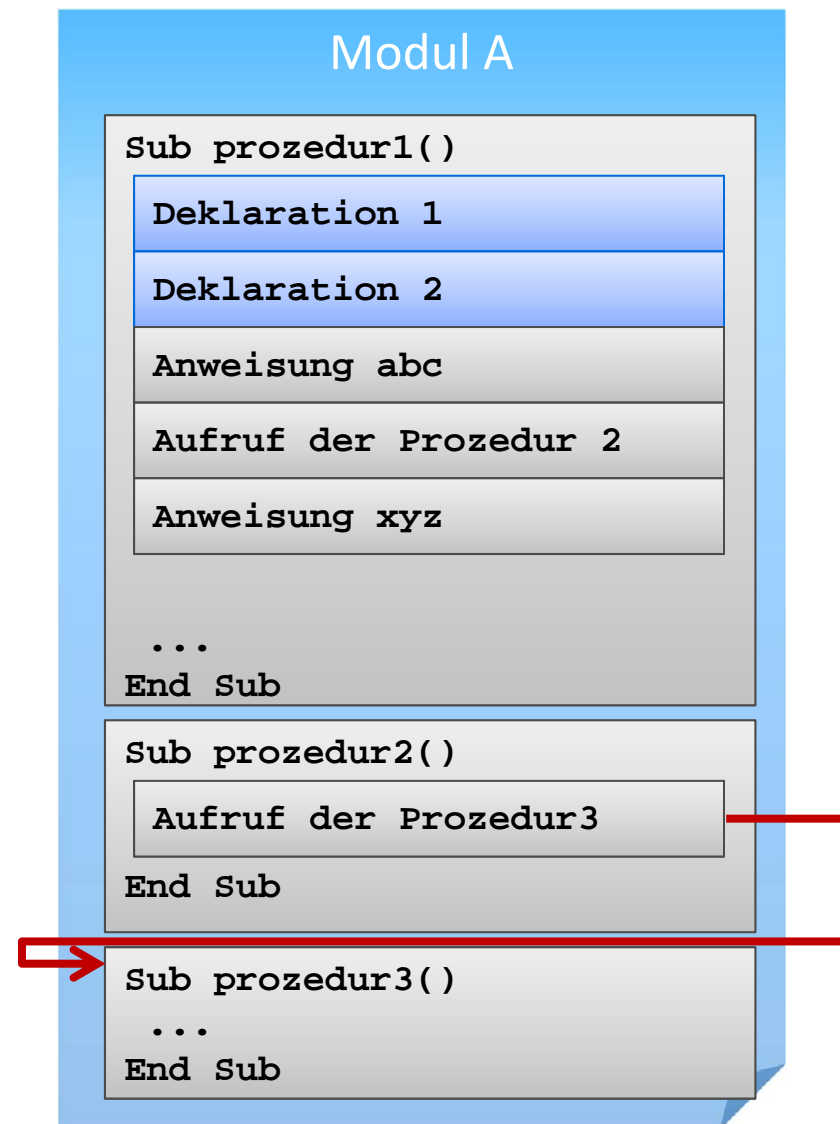 Modul A
Sub prozedur1()
Deklaration 1
Deklaration 2
Anweisung abc
Aufruf der Prozedur 2
Anweisung xyz
...
End Sub
Sub prozedur2()
Aufruf der Prozedur3
End Sub
Sub prozedur3()
...
End Sub